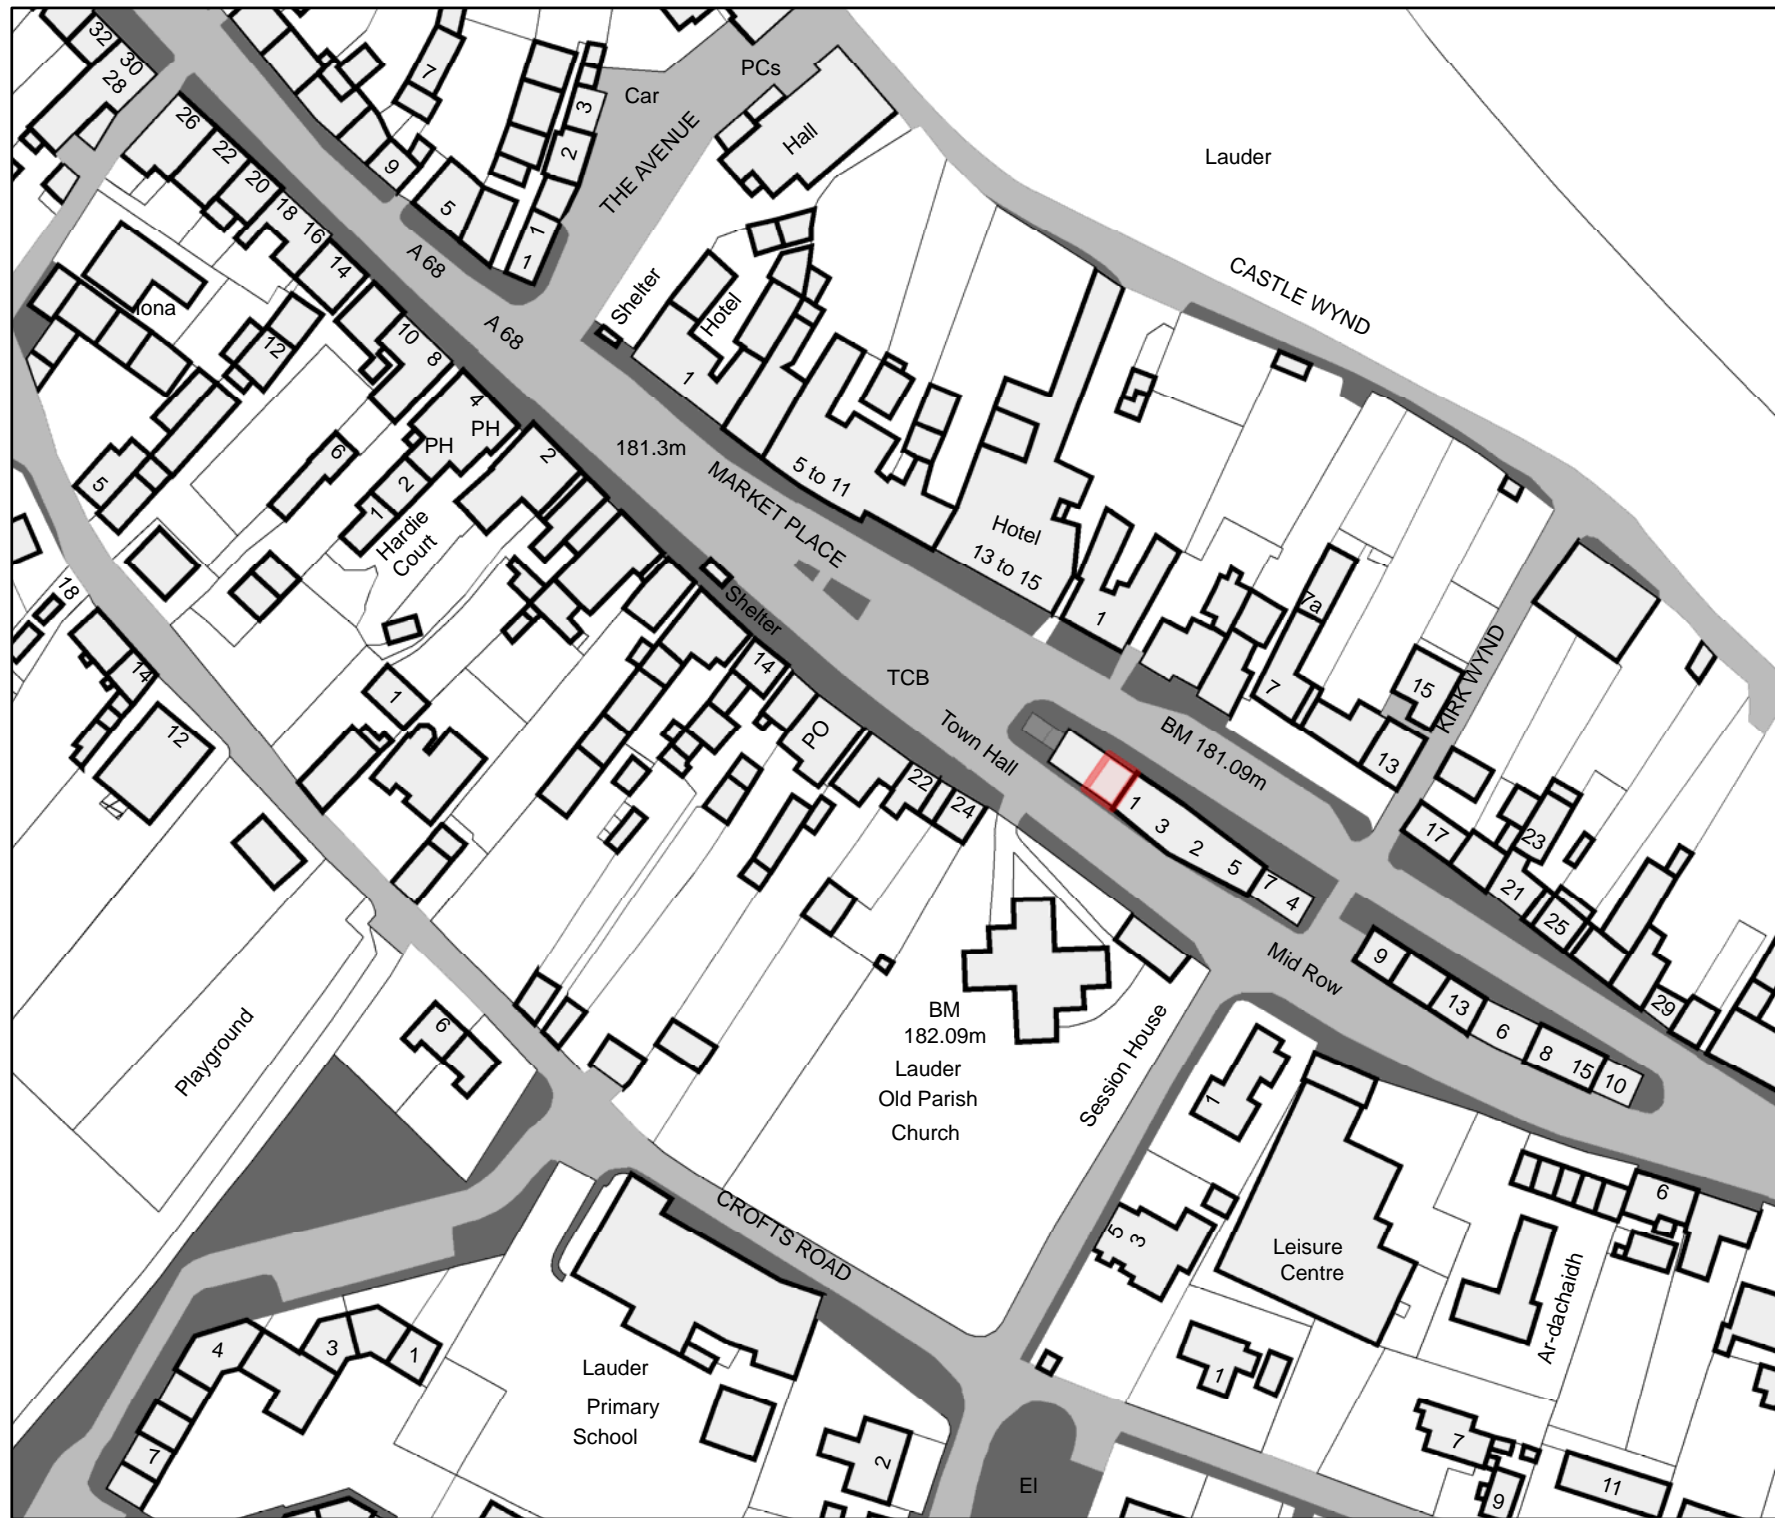 32
30
28
7
PCs
Car
3
Hall
26
22
20
18
16
14
9
2
5
1
1
THE AVENUE
Lauder
A 68
A 68
Shelter
Hotel
CASTLE WYND
Iona
12
10
8
1
4
PH
PH
2
6
181.3m
MARKET PLACE
5 to 11
5
2
1
Hardie
Court
Hotel
13 to 15
18
Shelter
1
7a
14
14
1
TCB
7
15
KIRK WYND
12
PO
Town Hall
BM 181.09m
13
22
24
1
3
2
5
7
4
17
23
21
25
Mid Row
9
13
6
8
15
10
29
6
Playground
BM
182.09m
Lauder
Old Parish
Church
Session House
1
5
3
Leisure
Centre
6
Ar-dachaidh
CROFTS ROAD
4
3
1
7
Lauder
Primary
School
2
1
7
9
11
El